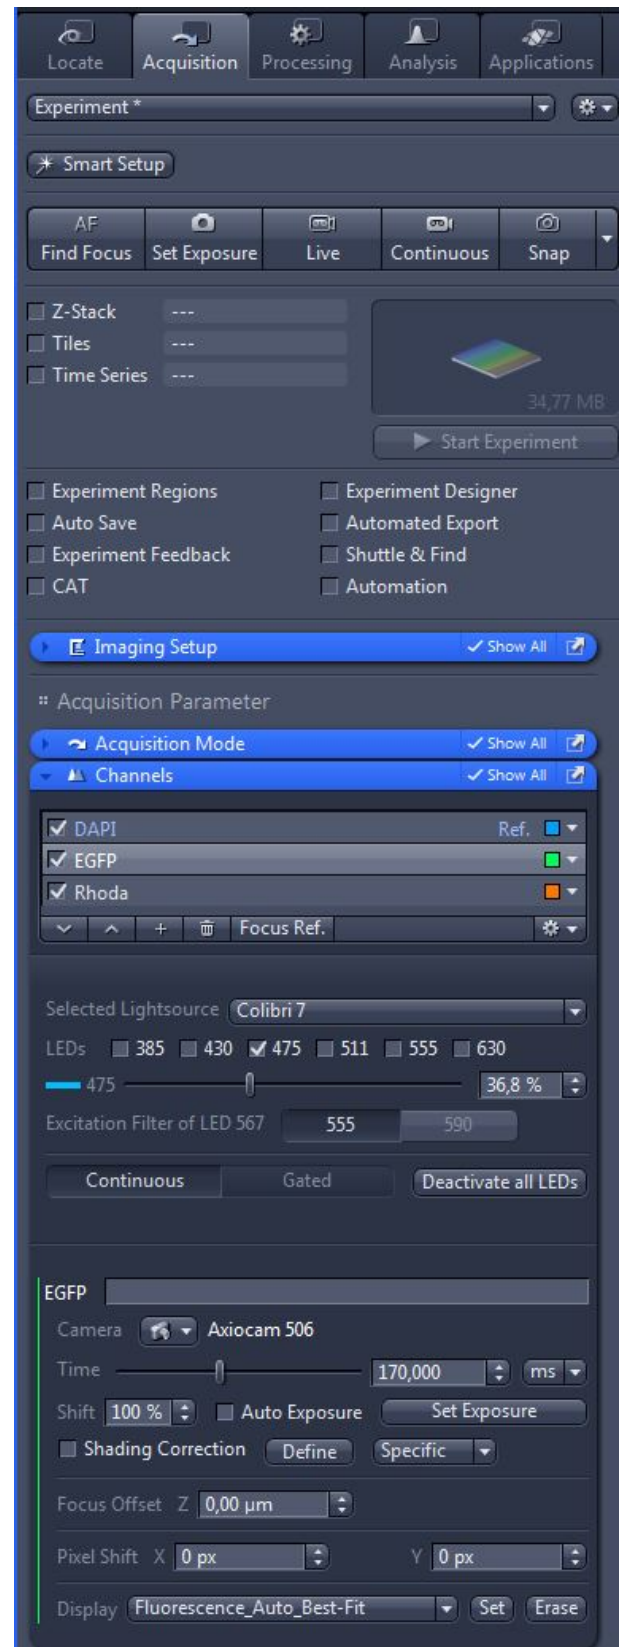 Locate Acquisition Processing Analysis Applications
Experiment *
Smart Setup
AF
Find Focus Set Exposure Live Continuous Snap
Z-Stack ---
Tiles ---
Time Series ---
34,77 MB
Start Experiment
Experiment Regions Experiment Designer
Auto Save Automated Export
Experiment Feedback Shuttle & Find
CAT Automation
Imaging Setup Show All
Acquisition Parameter
Acquisition Mode Show All
Channels Show All
DAPI Ref.
EGFP
Rhoda
Focus Ref.
Selected Lightsource Colibri 7
LEDs 385 430 475 511 555 630
475 36,8 %
Excitation Filter of LED 567 555 590
Continuous Gated Deactivate all LEDs
EGFP
Camera Axiocam 506
Time 170,000 ms
Shift 100 % Auto Exposure Set Exposure
Shading Correction Define Specific
Focus Offset Z 0,00 µm
Pixel Shift X 0 px Y 0 px
Display Fluorescence_Auto_Best-Fit Set Erase